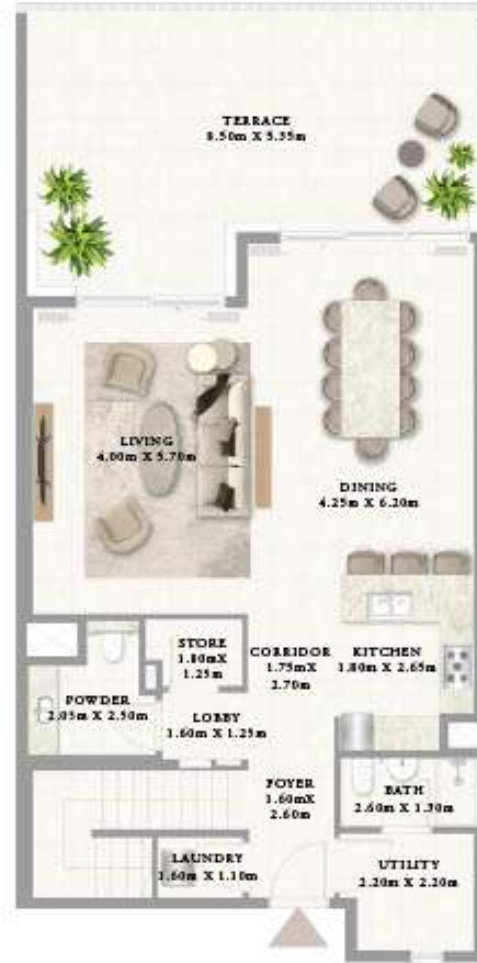 TERRACE
8.50m X 5.35m
LIVING
4.00m X 5.70m
DINING
4.25m X 6.20m
STORE
1.80mX
1.25m
CORRIDOR
1.75mX
2.70m
KITCHEN
1.80m X 2.65m
POWDER
2.05m X 2.50m
LOBBY
1.60m X 1.25m
FOYER
1.60mX
2.60m
BATH
2.60m X 1.30m
LAUNDRY
1.60m X 1.10m
UTILITY
2.20m X 2.20m